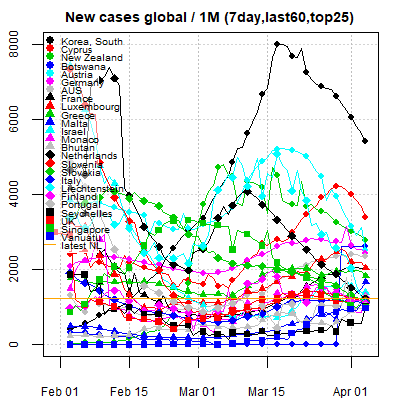 New cases global / 1M (7day,last60,top25)
8000
6000
4000
2000
0
Korea, South
Cyprus
New Zealand
Botswana
Austria
Germany
AUS
France
Luxembourg
Greece
Malta
Israel
Monaco
Bhutan
Netherlands
Slovenia
Slovakia
Italy
Liechtenstein
Finland
Portugal
Seychelles
UK
Singapore
Vanuatu
latest NL
Feb 01
Feb 15
Mar 01
Mar 15
Apr 01